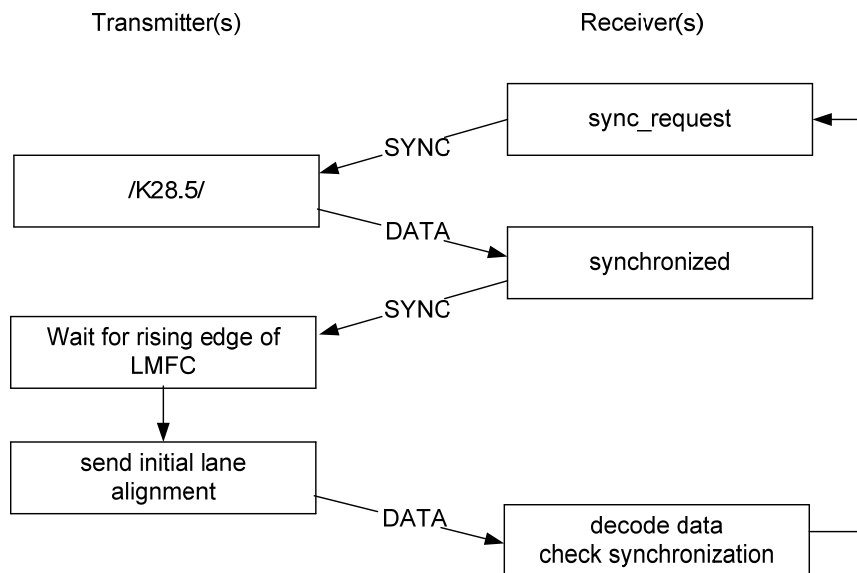 Transmitter(s)
Receiver(s)
sync_request
SYNC
/K28.5/
DATA
synchronized
SYNC
Wait for rising edge of
LMFC
send initial lane
alignment
DATA
decode data
check synchronization